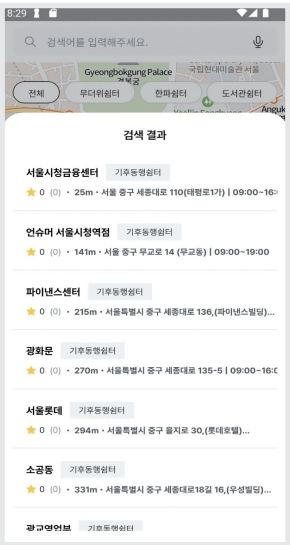 8:29
검색어를 입력해주세요.
Gyeongbokgung Palace
경복궁
국립현대미술관 서울
전체
무더위쉼터
한파쉼터
도서관쉼터
검색 결과
서울시청금융센터 기후동행쉼터
0 (0) • 25m • 서울 중구 세종대로 110(태평로1가) | 09:00~16:
언슈머 서울시청역점 기후동행쉼터
0 (0) • 141m • 서울 중구 무교로 14 (무교동) | 09:00~19:00
파이낸스센터 기후동행쉼터
0 (0) • 215m • 서울특별시 중구 세종대로 136,(파이낸스빌딩)...
광화문 기후동행쉼터
0 (0) • 270m • 서울특별시 중구 세종대로 135-5 | 09:00~16:0
서울롯데 기후동행쉼터
0 (0) • 294m • 서울특별시 중구 을지로 30,(롯데호텔)...
소공동 기후동행쉼터
0 (0) • 331m • 서울특별시 중구 세종대로18길 16,(우성빌딩)...
광교영업부 기후동행쉼터